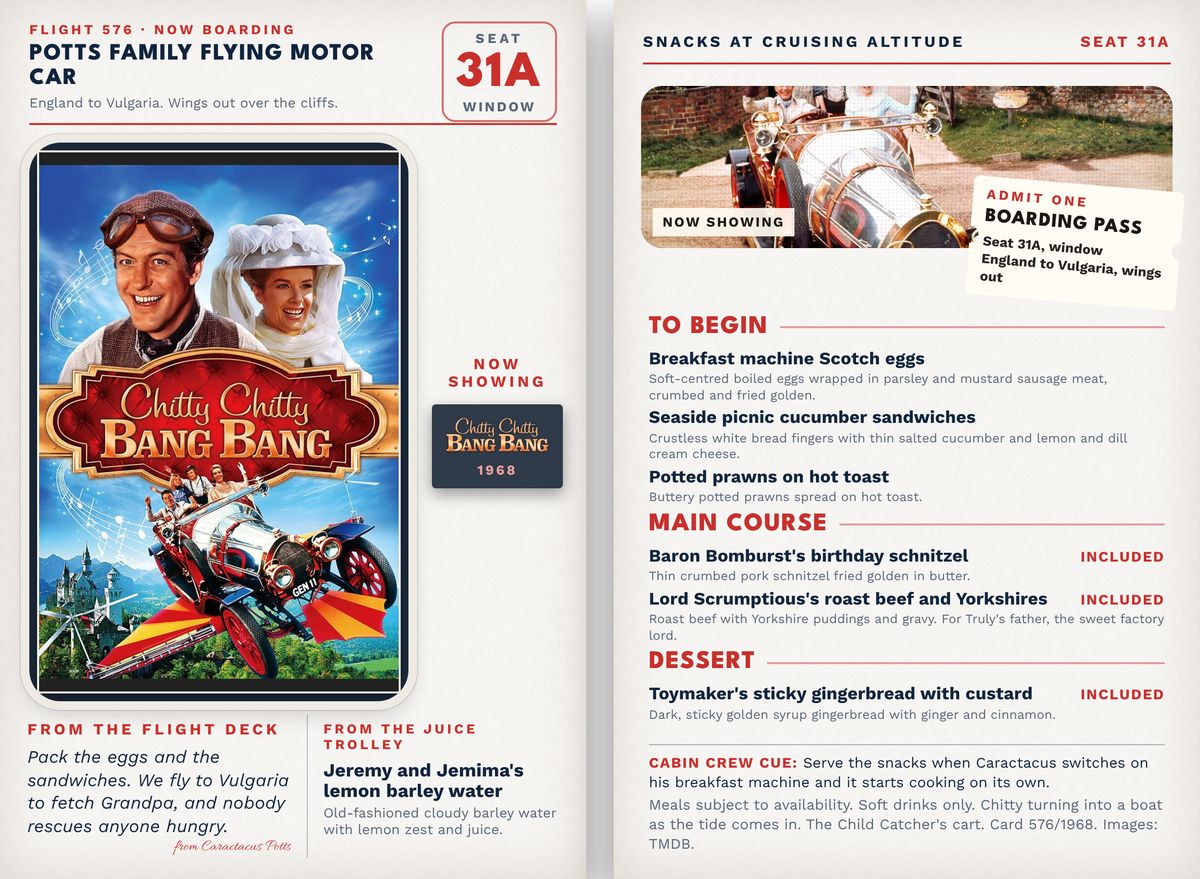 FLIGHT 576 · NOW BOARDING
POTTS FAMILY FLYING MOTOR
CAR
England to Vulgaria. Wings out over the cliffs.
SEAT
31A
WINDOW
Chitty Chitty
BANG BANG
GEN 11
NOW
SHOWING
Chitty Chitty
BANG BANG
1968
FROM THE FLIGHT DECK
Pack the eggs and the
sandwiches. We fly to Vulgaria
to fetch Grandpa, and nobody
rescues anyone hungry.
from Caractacus Potts
FROM THE JUICE
TROLLEY
Jeremy and Jemima's
lemon barley water
Old-fashioned cloudy barley water
with lemon zest and juice.
SNACKS AT CRUISING ALTITUDE
SEAT 31A
NOW SHOWING
ADMIT ONE
BOARDING PASS
Seat 31A, window
England to Vulgaria, wings
out
TO BEGIN
Breakfast machine Scotch eggs
Soft-centred boiled eggs wrapped in parsley and mustard sausage meat,
crumbed and fried golden.
Seaside picnic cucumber sandwiches
Crustless white bread fingers with thin salted cucumber and lemon and dill
cream cheese.
Potted prawns on hot toast
Buttery potted prawns spread on hot toast.
MAIN COURSE
Baron Bomburst's birthday schnitzel INCLUDED
Thin crumbed pork schnitzel fried golden in butter.
Lord Scrumptious's roast beef and Yorkshires INCLUDED
Roast beef with Yorkshire puddings and gravy. For Truly's father, the sweet factory
lord.
DESSERT
Toymaker's sticky gingerbread with custard INCLUDED
Dark, sticky golden syrup gingerbread with ginger and cinnamon.
CABIN CREW CUE: Serve the snacks when Caractacus switches on
his breakfast machine and it starts cooking on its own.
Meals subject to availability. Soft drinks only. Chitty turning into a boat
as the tide comes in. The Child Catcher's cart. Card 576/1968. Images:
TMDB.